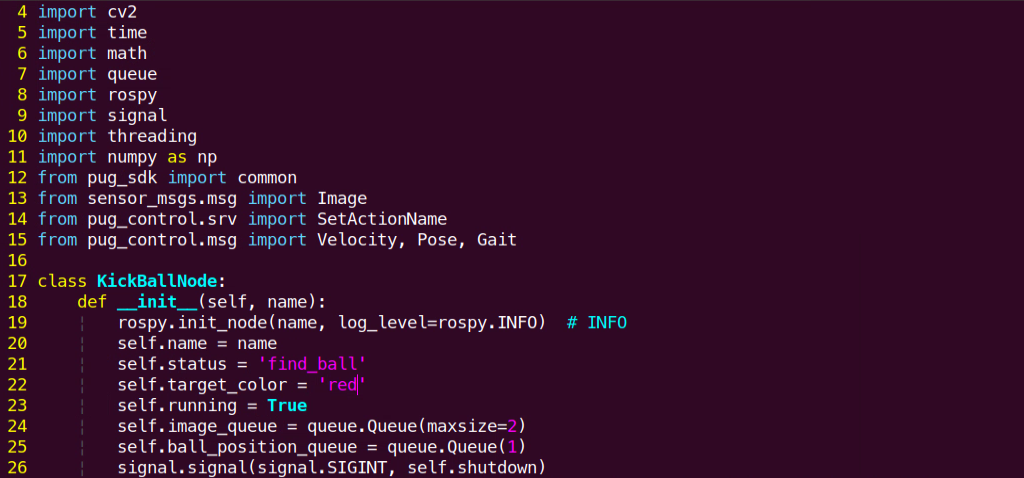 4 import cv2
5 import time
6 import math
7 import queue
8 import rospy
9 import signal
10 import threading
11 import numpy as np
12 from pug_sdk import common
13 from sensor_msgs.msg import Image
14 from pug_control.srv import SetActionName
15 from pug_control.msg import Velocity, Pose, Gait
16
17 class KickBallNode:
18     def __init__(self, name):
19         rospy.init_node(name, log_level=rospy.INFO)  # INFO
20         self.name = name
21         self.status = 'find_ball'
22         self.target_color = 'red'
23         self.running = True
24         self.image_queue = queue.Queue(maxsize=2)
25         self.ball_position_queue = queue.Queue(1)
26         signal.signal(signal.SIGINT, self.shutdown)